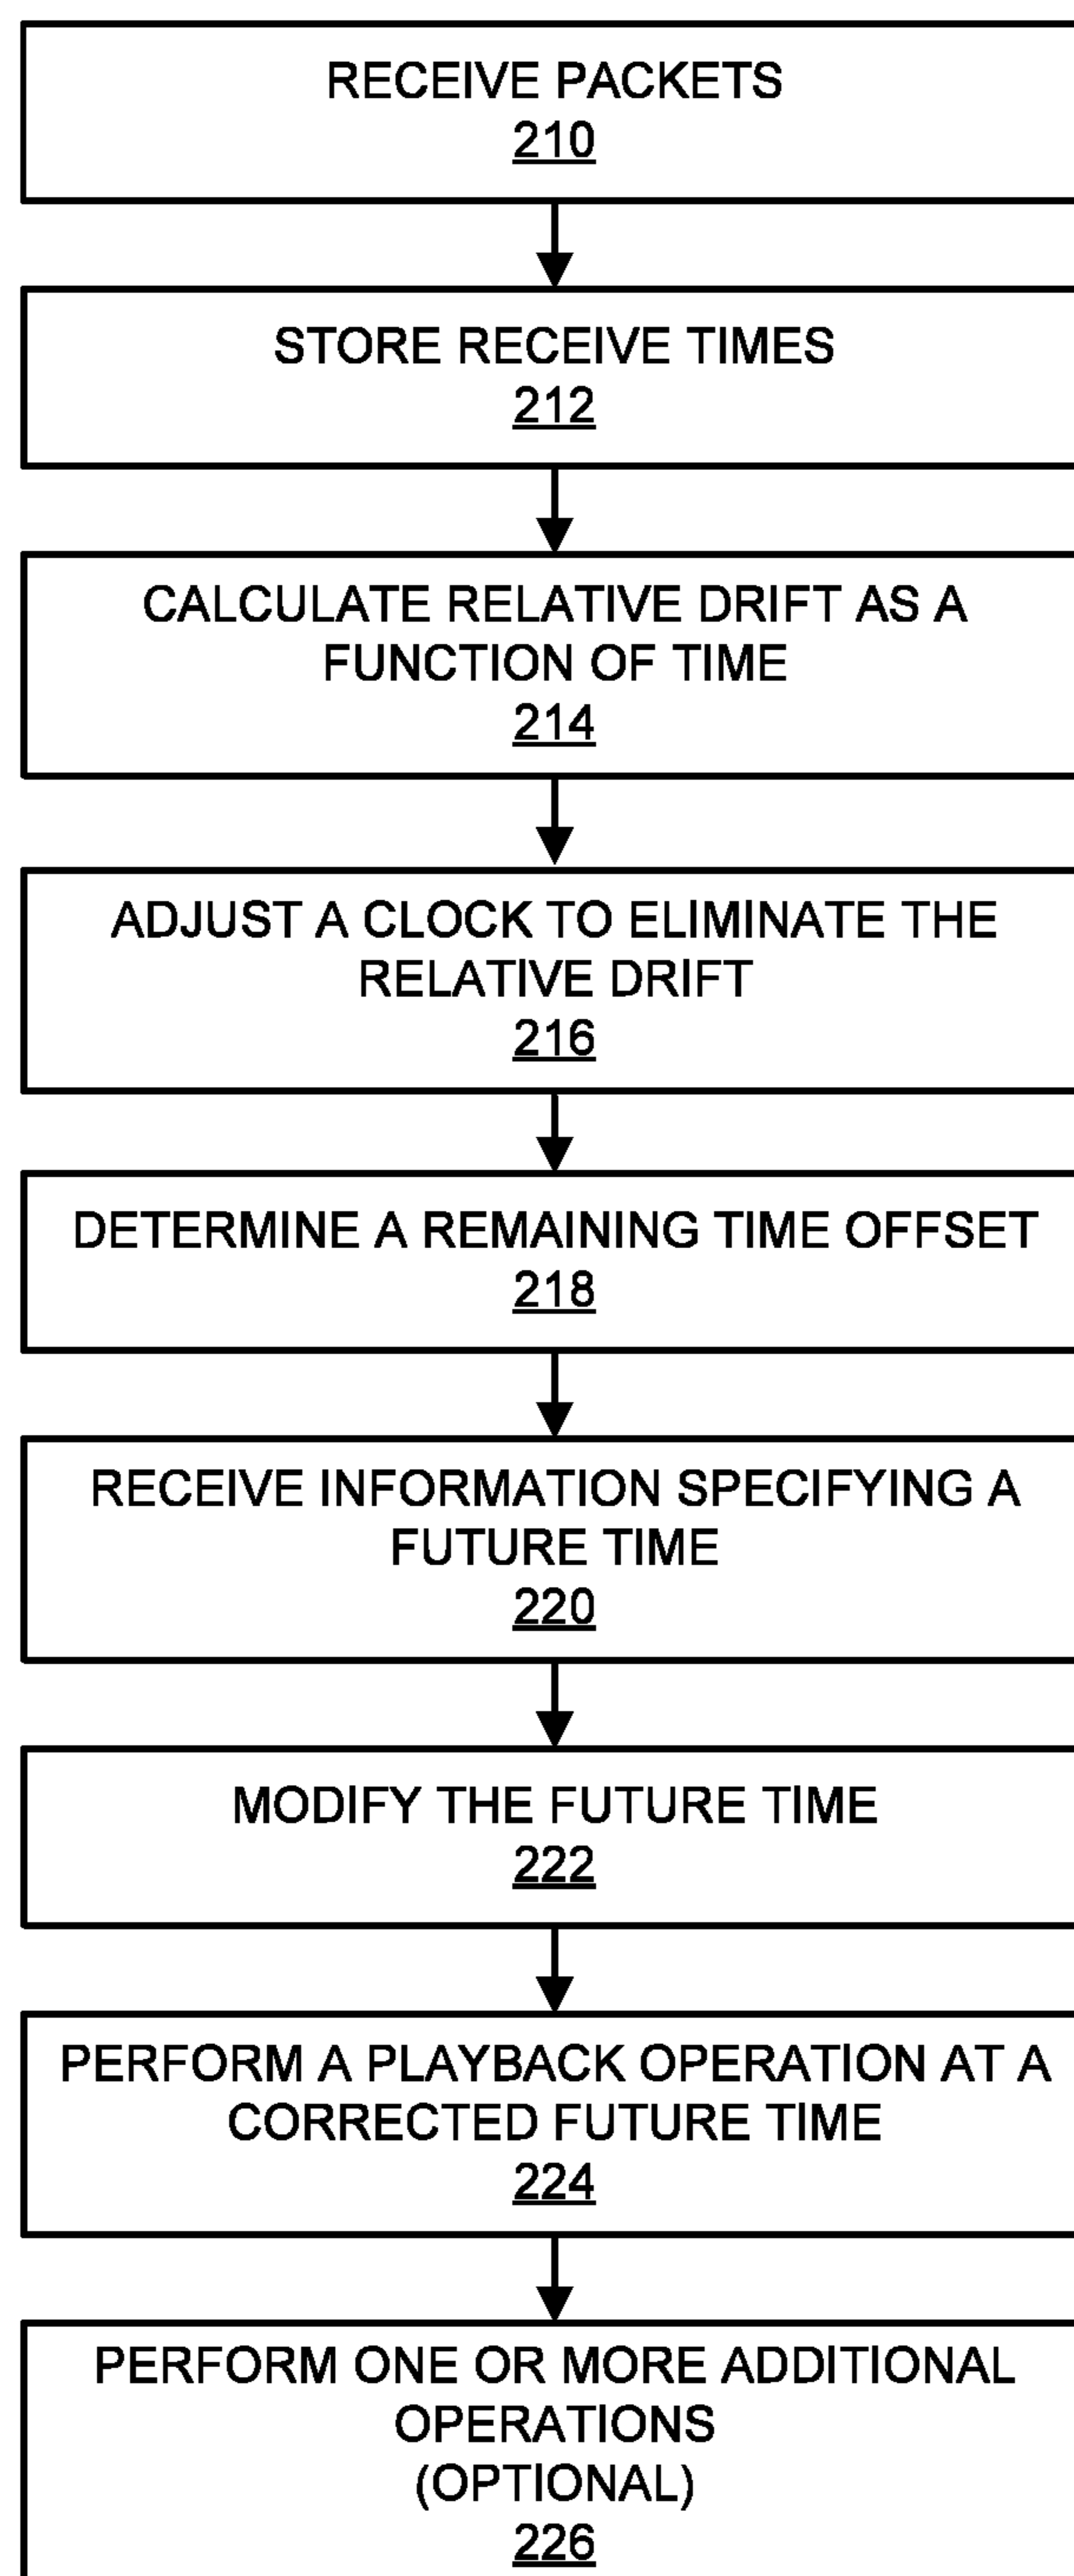 RECEIVE PACKETS
210
STORE RECEIVE TIMES
212
CALCULATE RELATIVE DRIFT AS A
FUNCTION OF TIME
214
ADJUST A CLOCK TO ELIMINATE THE
RELATIVE DRIFT
216
DETERMINE A REMAINING TIME OFFSET
218
RECEIVE INFORMATION SPECIFYING A
FUTURE TIME
220
MODIFY THE FUTURE TIME
222
PERFORM A PLAYBACK OPERATION AT A
CORRECTED FUTURE TIME
224
PERFORM ONE OR MORE ADDITIONAL
OPERATIONS
(OPTIONAL)
226